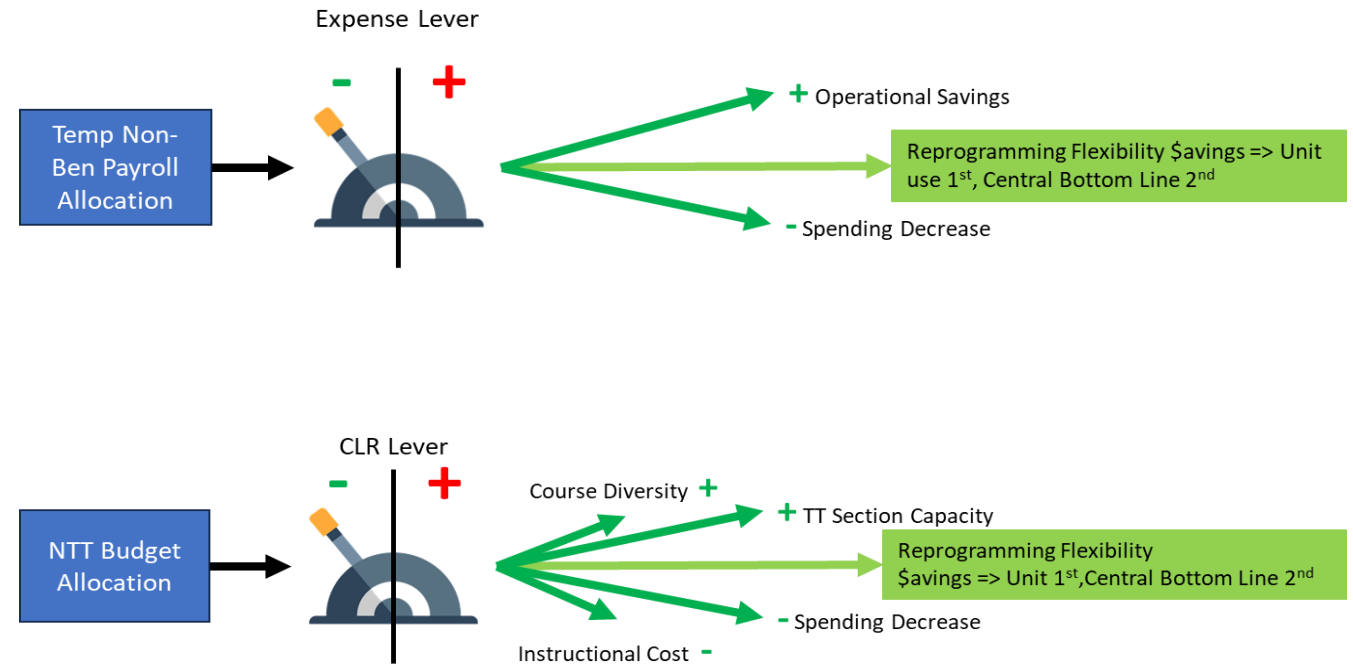 Expense Lever
- +
Temp Non-
Ben Payroll
Allocation
+ Operational Savings
Reprogramming Flexibility $avings => Unit
use 1st, Central Bottom Line 2nd
- Spending Decrease
CLR Lever
- +
NTT Budget
Allocation
Course Diversity +
+ TT Section Capacity
Reprogramming Flexibility
$avings => Unit 1st,Central Bottom Line 2nd
- Spending Decrease
Instructional Cost -